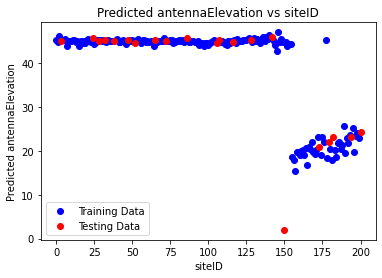 Predicted antennaElevation vs siteID
Predicted antennaElevation
40
30
20
10
0
Training Data
Testing Data
0 25 50 75 100 125 150 175 200
siteID